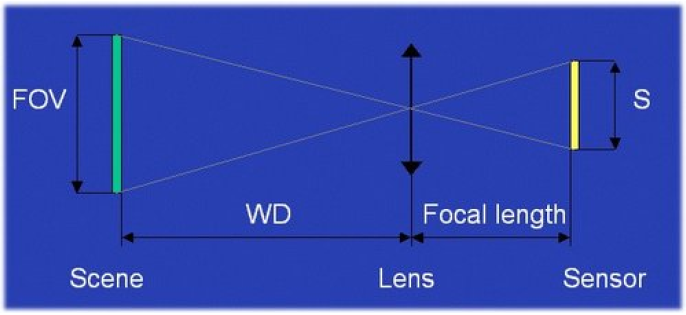 FOV
S
WD
Focal length
Scene
Lens
Sensor